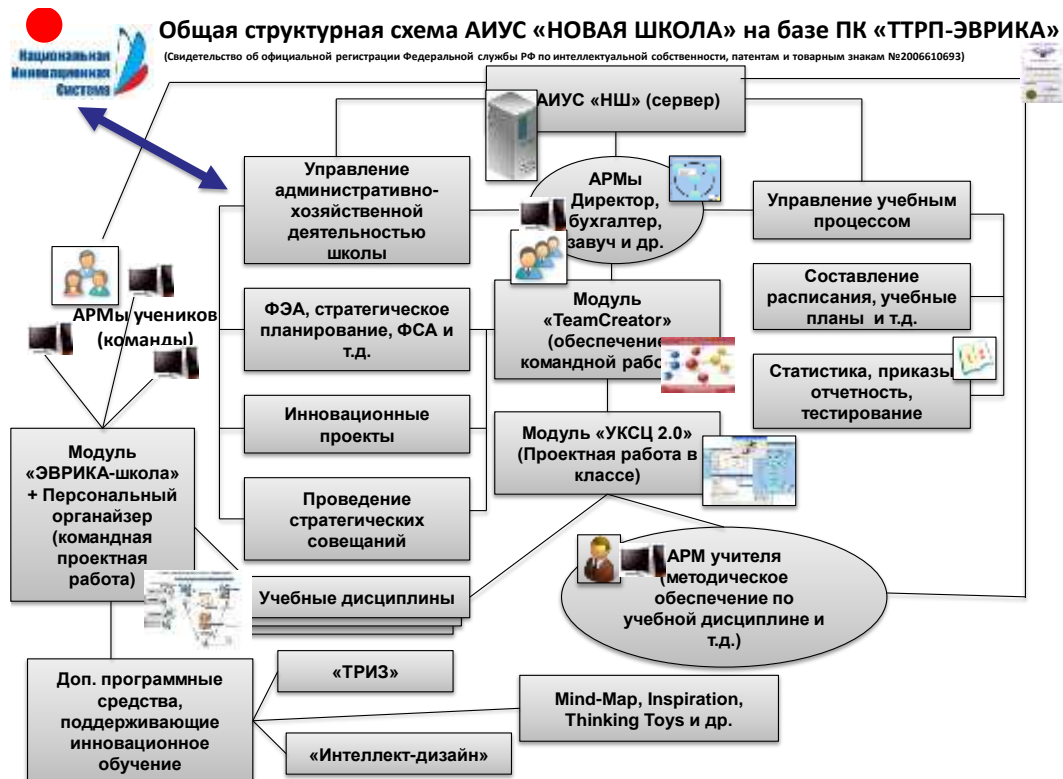 Общая структурная схема АИУС «НОВАЯ ШКОЛА» на базе ПК «ТТРП-ЭВРИКА»
(Свидетельство об официальной регистрации Федеральной службы РФ по интеллектуальной собственности, патентам и товарным знакам №2006610693)
Национальная
Инновационная
Система
АИУС «НШ» (сервер)
Управление
административно-
хозяйственной
деятельностью
школы
АРМы
Директор,
бухгалтер,
завуч и др.
Управление учебным
процессом
АРМы учеников
(команды)
ФЭА, стратегическое
планирование, ФСА и
т.д.
Модуль
«TeamCreator»
(обеспечение
командной
Составление
расписания, учебные
планы и т.д.
Статистика, приказы
отчетность,
тестирование
Инновационные
проекты
Модуль «УКСЦ 2.0»
(Проектная работа в
классе)
Модуль
«ЭВРИКА-школа»
+ Персональный
органайзер
(командная
проектная
работа)
Проведение
стратегических
совещаний
АРМ учителя
(методическое
обеспечение по
учебной дисциплине и
т.д.)
Учебные дисциплины
Доп. программные
средства,
поддерживающие
инновационное
обучение
«ТРИЗ»
Mind-Map, Inspiration,
Thinking Toys и др.
«Интеллект-дизайн»